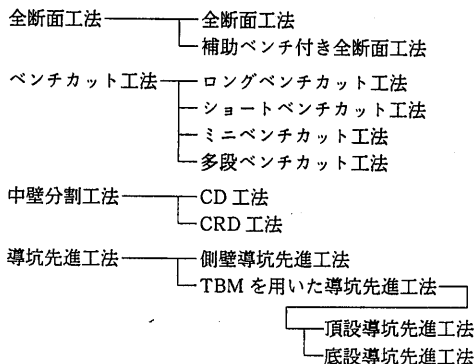 全断面工法 全断面工法
補助ベンチ付き全断面工法
ベンチカット工法 ロングベンチカット工法
ショートベンチカット工法
ミニベンチカット工法
多段ベンチカット工法
中壁分割工法 CD 工法
CRD 工法
導坑先進工法 側壁導坑先進工法
TBM を用いた導坑先進工法
頂設導坑先進工法
底設導坑先進工法